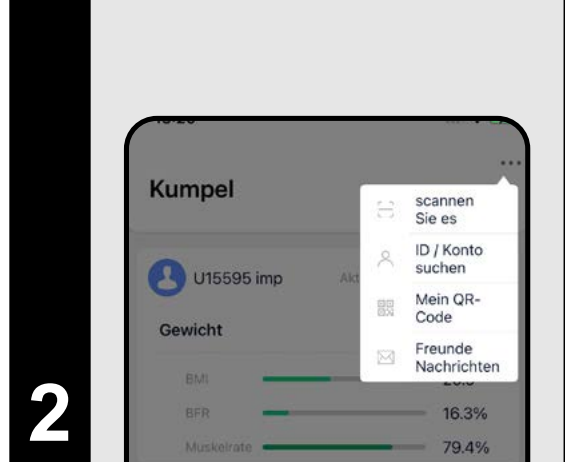 Kumpel
scannen
Sie es
ID / Konto
suchen
Mein QR-
Code
Freunde
Nachrichten
U15595 imp
Akt
Gewicht
BMI
BFR
16.3%
Muskelrate
79.4%
2